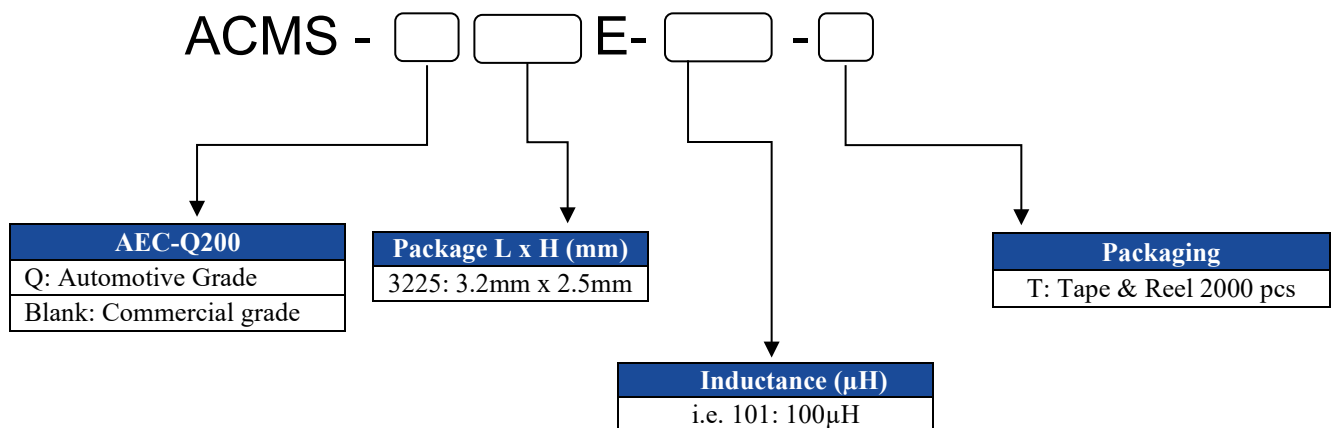 ACMS - E- -
AEC-Q200
Q: Automotive Grade
Blank: Commercial grade
Package L x H (mm)
3225: 3.2mm x 2.5mm
Packaging
T: Tape & Reel 2000 pcs
Inductance (µH)
i.e. 101: 100µH